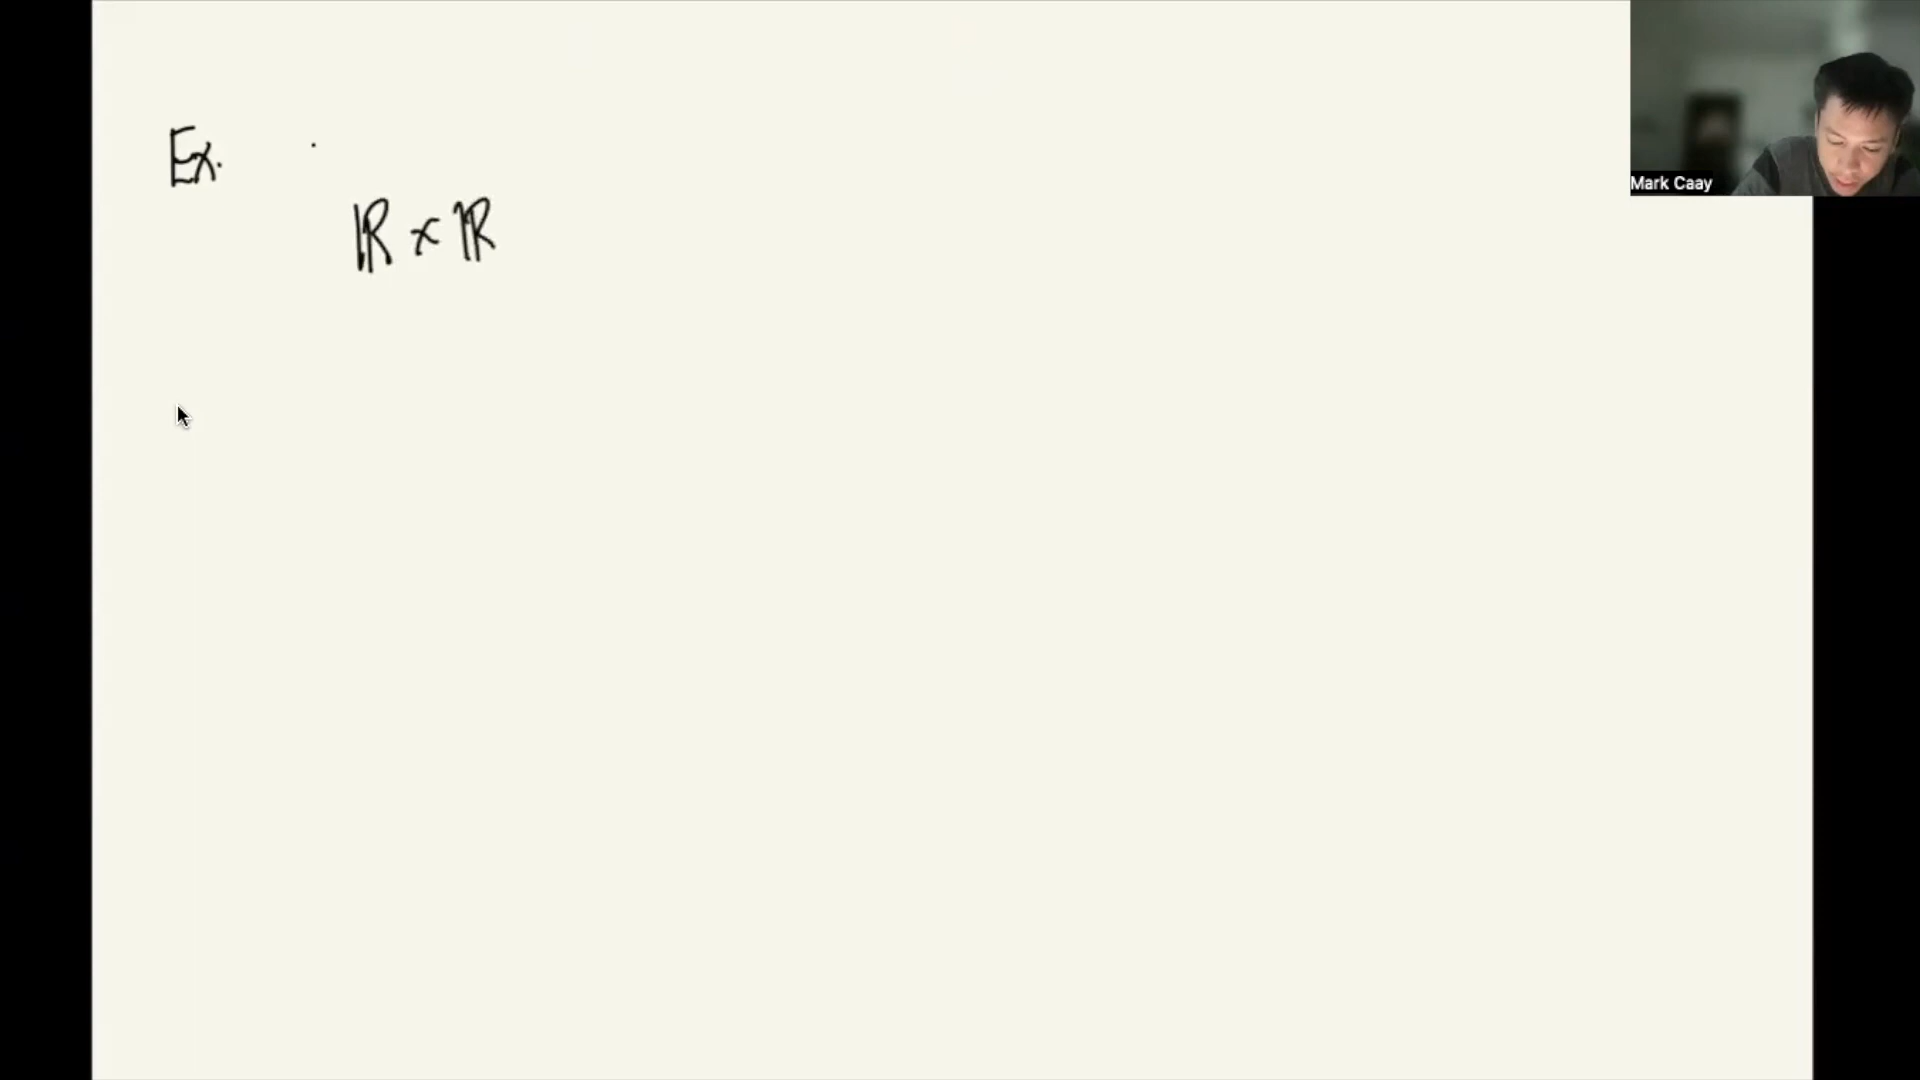 Ex.
ℝ × ℝ
Mark Caay